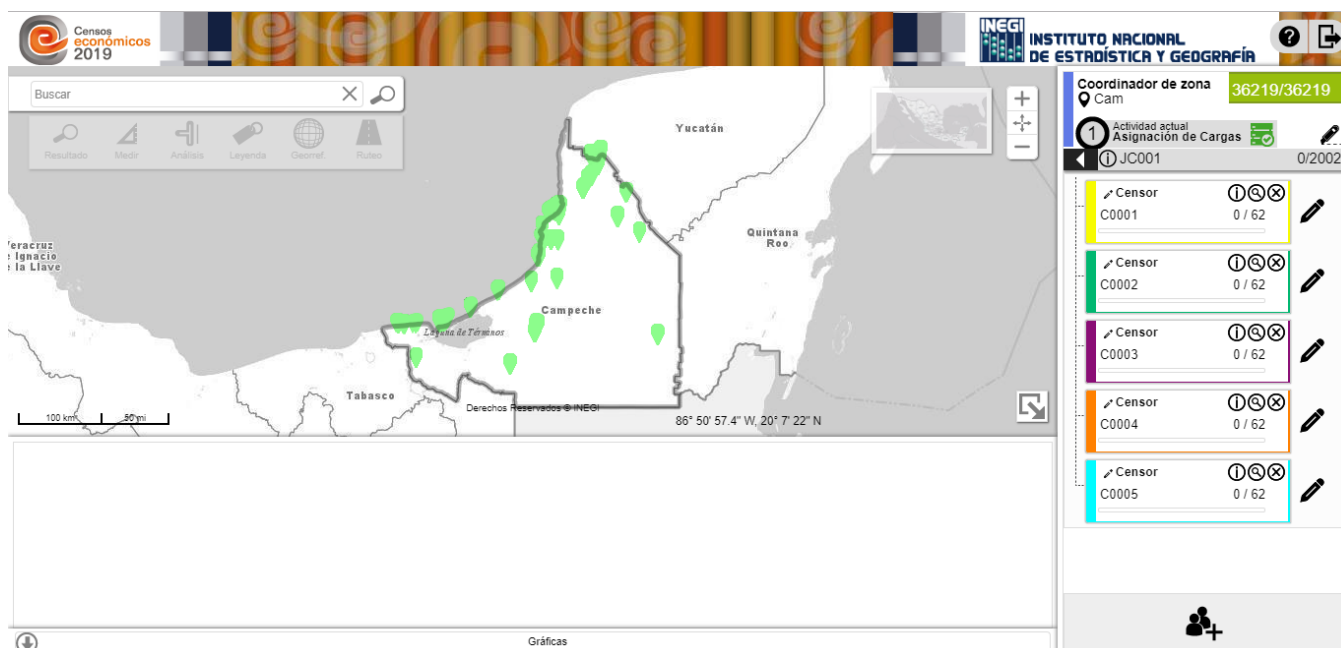 Censos
económicos
2019
INEGI
INSTITUTO NACIONAL
DE ESTADÍSTICA Y GEOGRAFÍA
?
Buscar
Resultado
Medir
Análisis
Leyenda
Georref.
Ruteo
Yucatán
Quintana
Roo
Veracruz
Ignacio
la Llave
Campeche
Laguna de Términos
Tabasco
Derechos Reservados © INEGI
100 km
50 mi
86° 50' 57.4" W, 20° 7' 22" N
Gráficas
Coordinador de zona
Cam
36219/36219
1
Actividad actual
Asignación de Cargas
JC001
0/2002
Censor
C0001
0 / 62
Censor
C0002
0 / 62
Censor
C0003
0 / 62
Censor
C0004
0 / 62
Censor
C0005
0 / 62